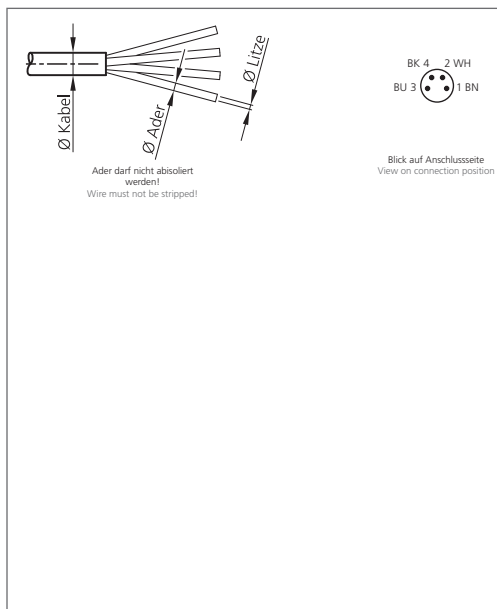 Ø Kabel
Ø Ader
Ø Litze
Ader darf nicht abisoliert
werden!
Wire must not be stripped!
BK 4 2 WH
BU 3 1 BN
Blick auf Anschlussseite
View on connection position